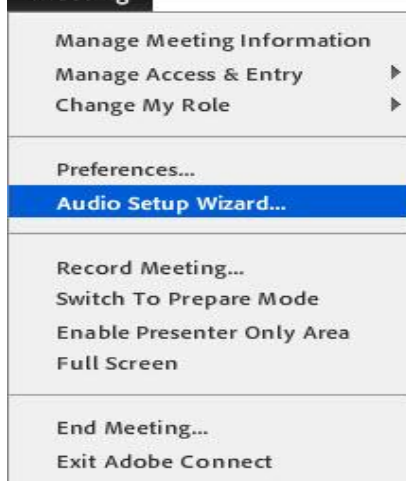 Meeting
Manage Meeting Information
Manage Access & Entry
Change My Role
Preferences...
Audio Setup Wizard...
Record Meeting...
Switch To Prepare Mode
Enable Presenter Only Area
Full Screen
End Meeting...
Exit Adobe Connect